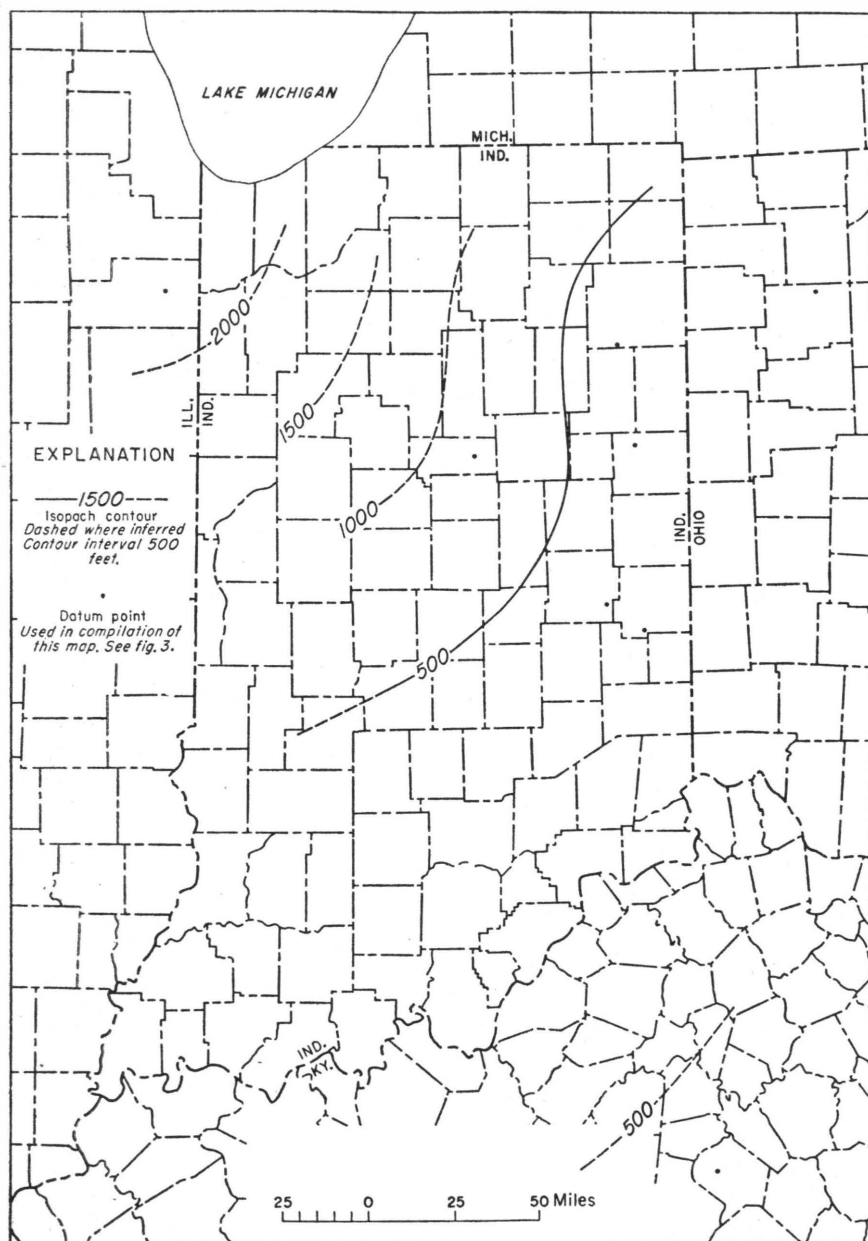 LAKE MICHIGAN
MICH.
IND.
2000
ILL.
IND.
1500
EXPLANATION
1500
Isopach contour
Dashed where inferred
Contour interval 500
feet.
1000
IND.
OHIO
Datum point
Used in compilation of
this map. See fig. 3.
500
IND.
KY.
500
25 0 25 50 Miles